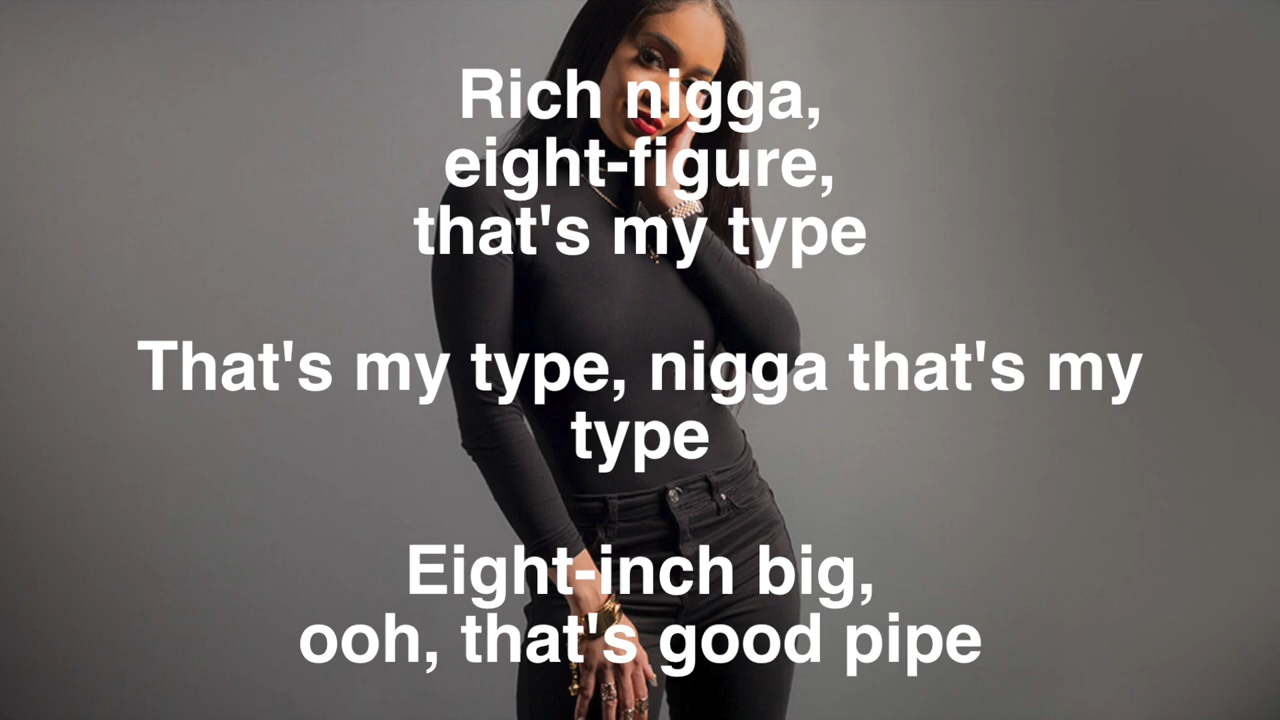 Rich nigga,
eight-figure,
that's my type
That's my type, nigga that's my
type
Eight-inch big,
ooh, that's good pipe